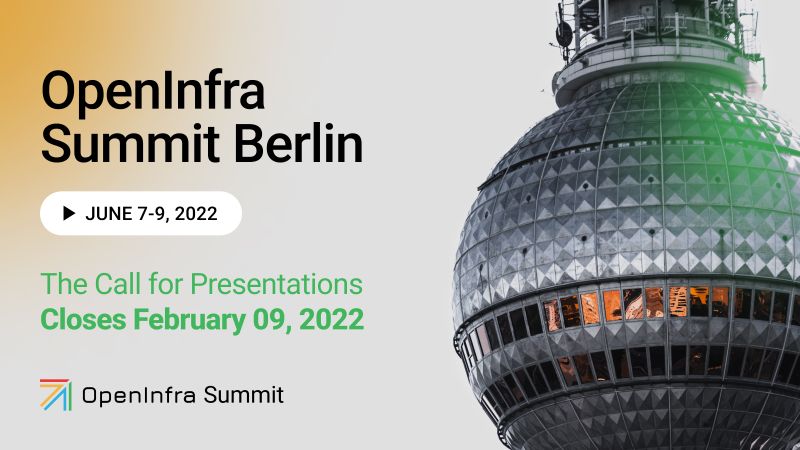 OpenInfra
Summit Berlin
JUNE 7-9, 2022
The Call for Presentations
Closes February 09, 2022
OpenInfra Summit